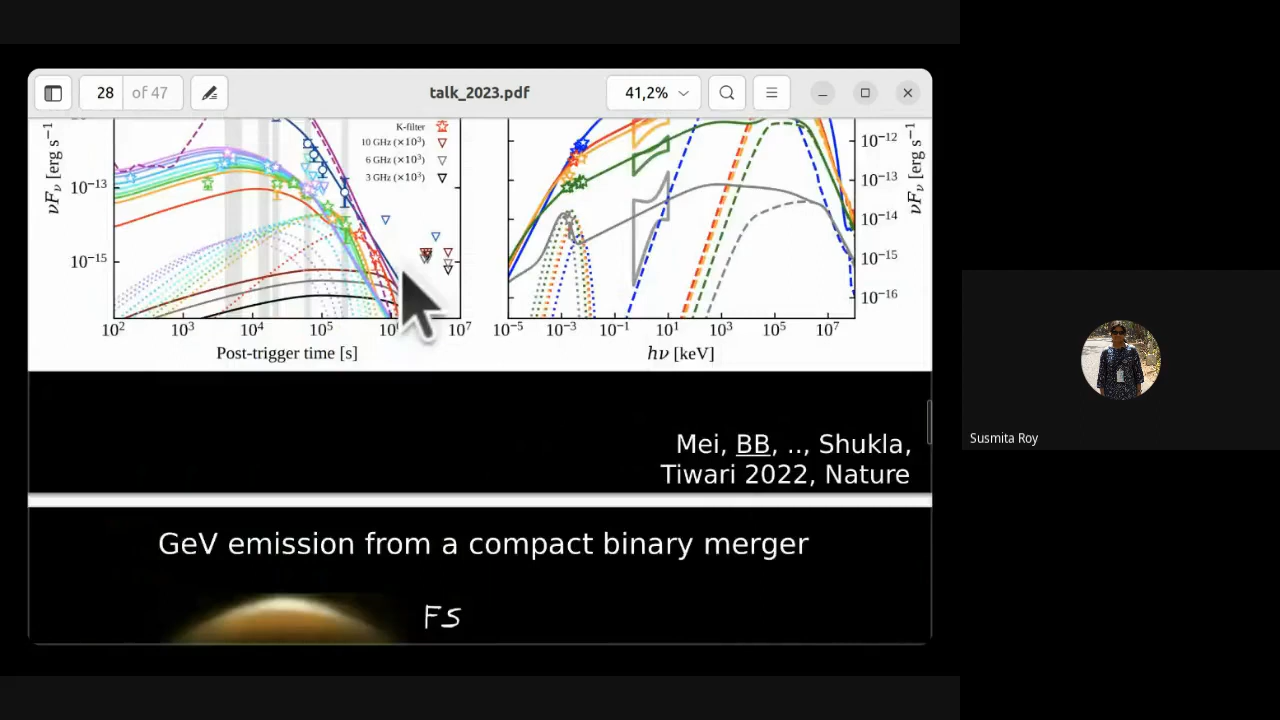 28 of 47
talk_2023.pdf
41,2%
K-filter
10 GHz (×10³)
6 GHz (×10³)
3 GHz (×10³)
νFν [erg s⁻¹
10⁻¹³
10⁻¹⁵
10² 10³ 10⁴ 10⁵ 10⁷
Post-trigger time [s]
10⁻¹²
10⁻¹³
10⁻¹⁴
10⁻¹⁵
10⁻¹⁶
νFν [erg s⁻¹
10⁻⁵ 10⁻³ 10⁻¹ 10¹ 10³ 10⁵ 10⁷
hν [keV]
Mei, BB, .., Shukla,
Tiwari 2022, Nature
GeV emission from a compact binary merger
FS
Susmita Roy